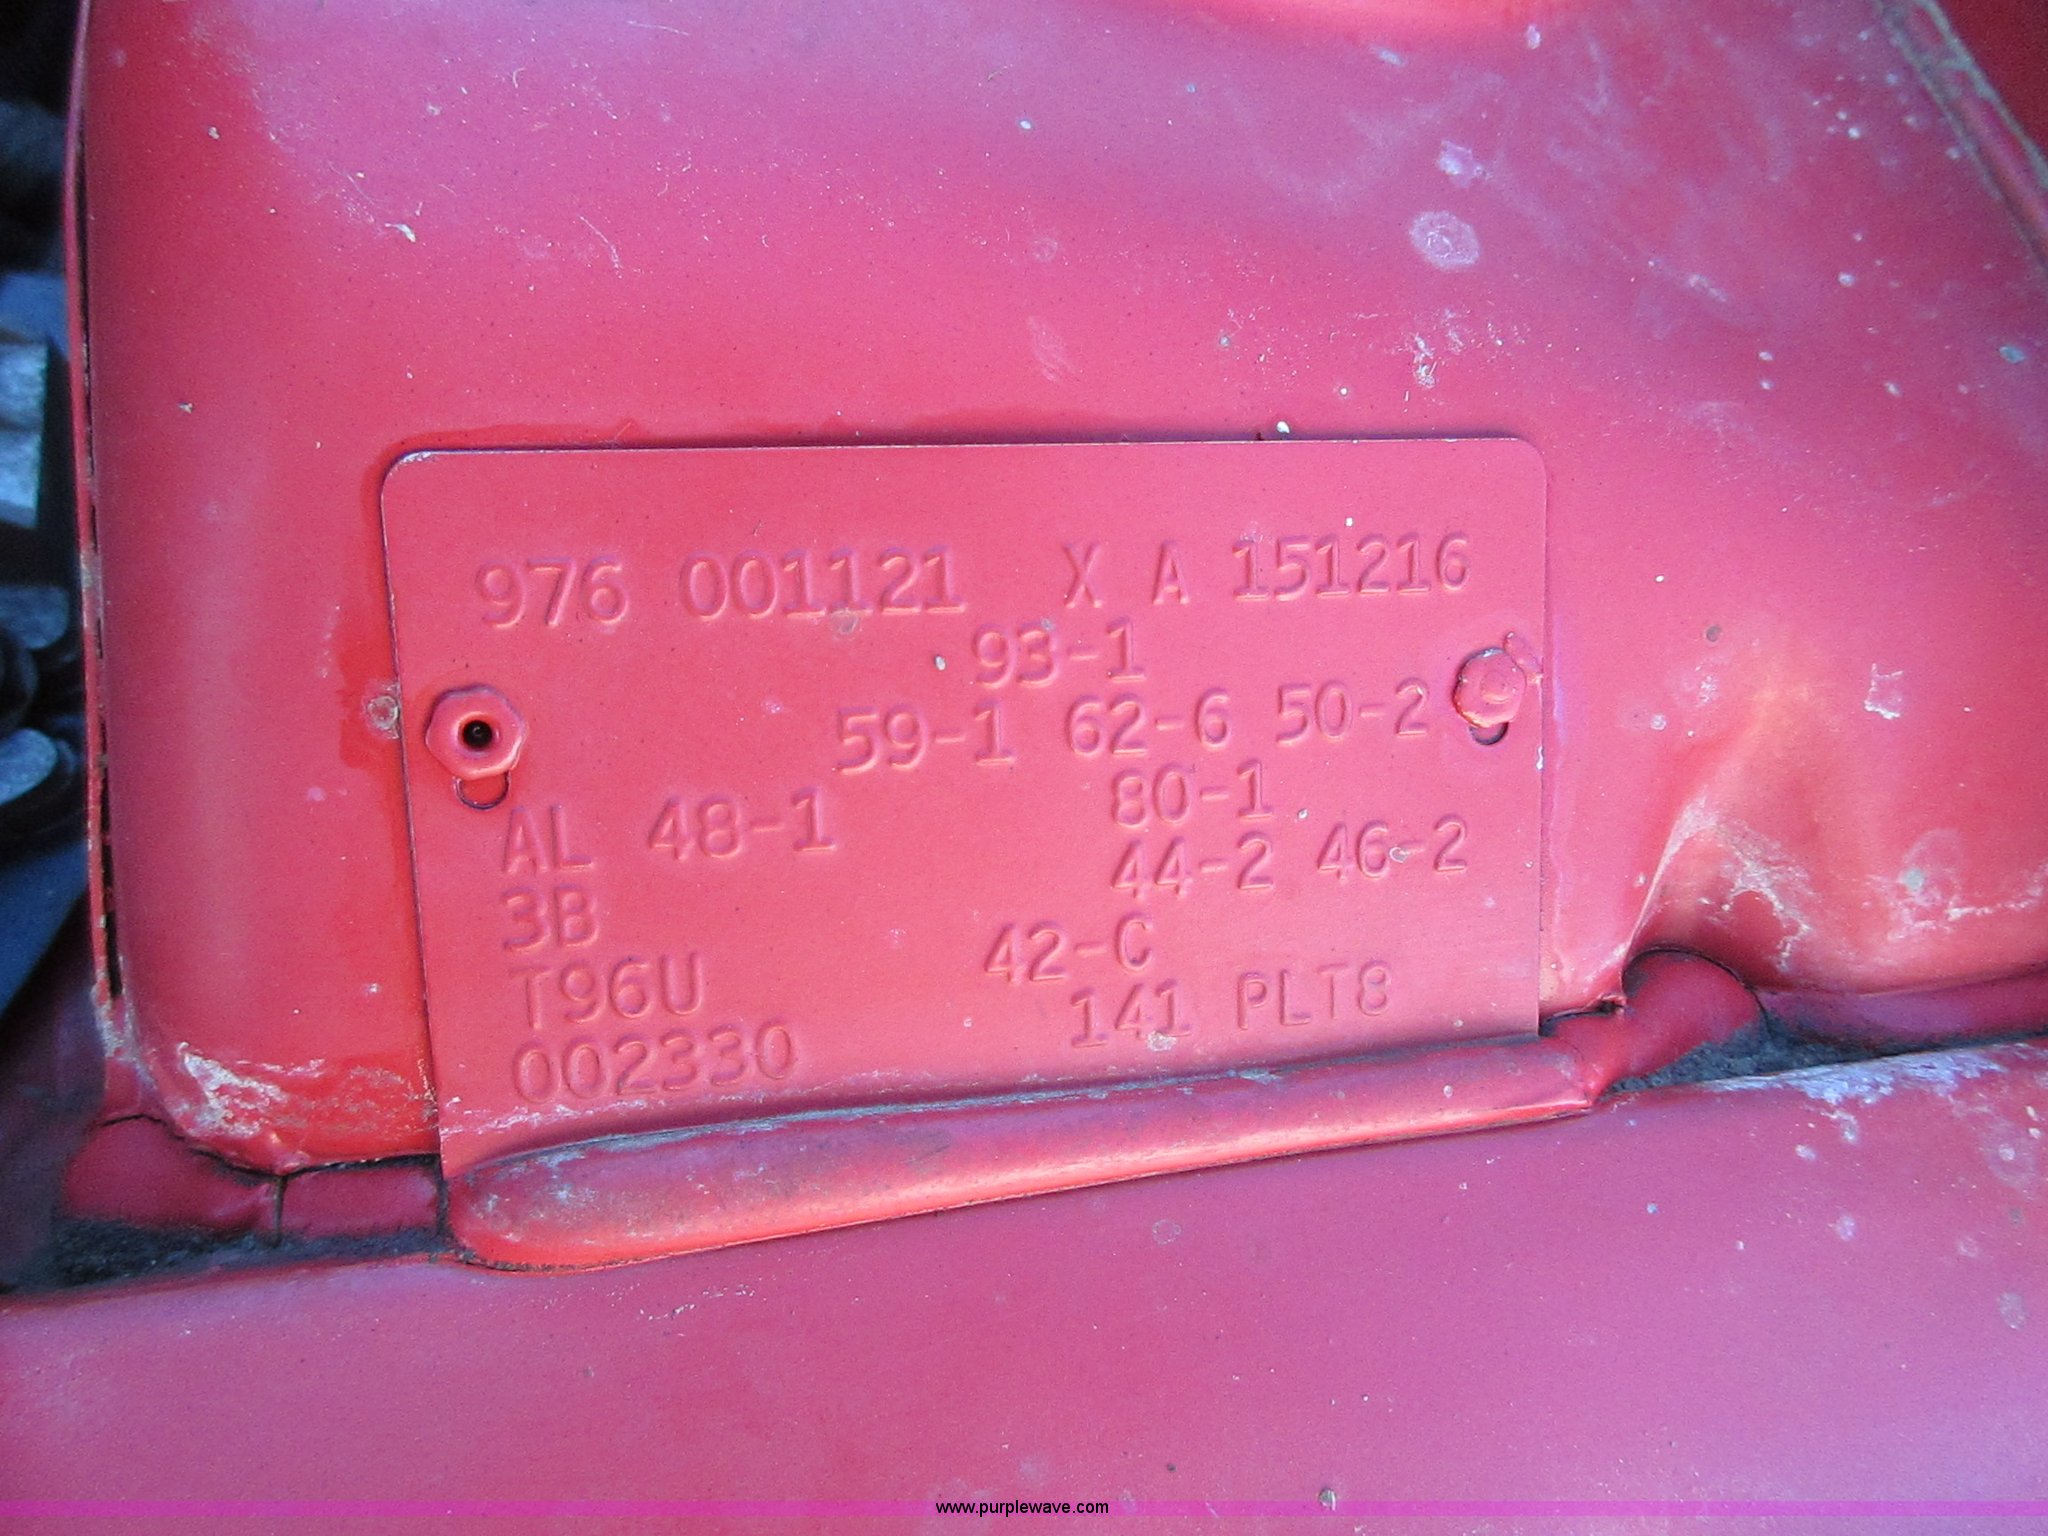 976 001121 X A 151216
93-1
59-1 62-6 50-2
AL 48-1 80-1
3B 44-2 46-2
T96U 42-C
002330 141 PLT8
www.purplewave.com